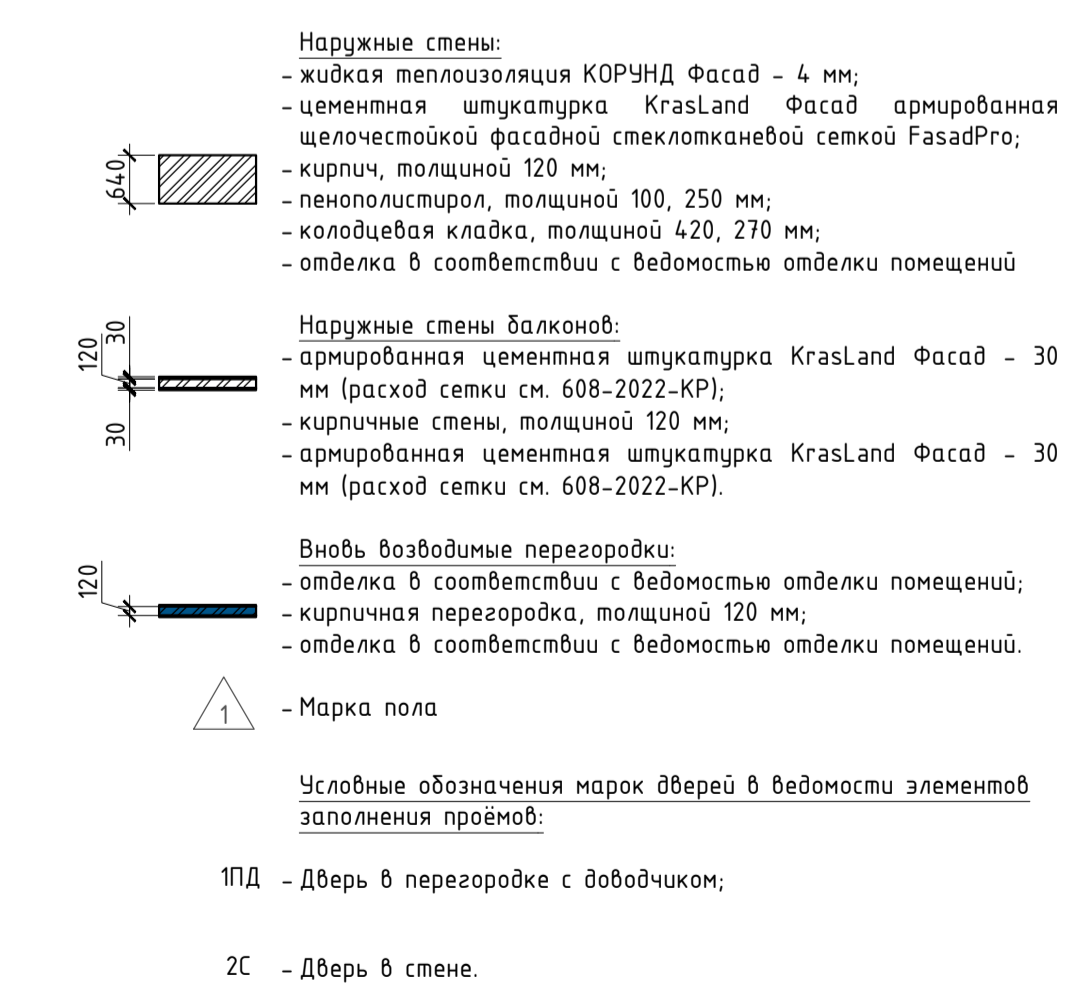 Наружные стены:
- жидкая теплоизоляция КОРУНД Фасад - 4 мм;
- цементная штукатурка KrasLand Фасад армированная
щелочестойкой фасадной стеклотканевой сеткой FasadPro;
640
- кирпич, толщиной 120 мм;
- пенополистирол, толщиной 100, 250 мм;
- колодцевая кладка, толщиной 420, 270 мм;
- отделка в соответствии с ведомостью отделки помещений
Наружные стены балконов:
120
30
30
- армированная цементная штукатурка KrasLand Фасад - 30
мм (расход сетки см. 608-2022-КР);
- кирпичные стены, толщиной 120 мм;
- армированная цементная штукатурка KrasLand Фасад - 30
мм (расход сетки см. 608-2022-КР).
Вновь возводимые перегородки:
120
- отделка в соответствии с ведомостью отделки помещений;
- кирпичная перегородка, толщиной 120 мм;
- отделка в соответствии с ведомостью отделки помещений.
1 - Марка пола
Условные обозначения марок дверей в ведомости элементов
заполнения проёмов:
1ПД - Дверь в перегородке с доводчиком;
2С - Дверь в стене.